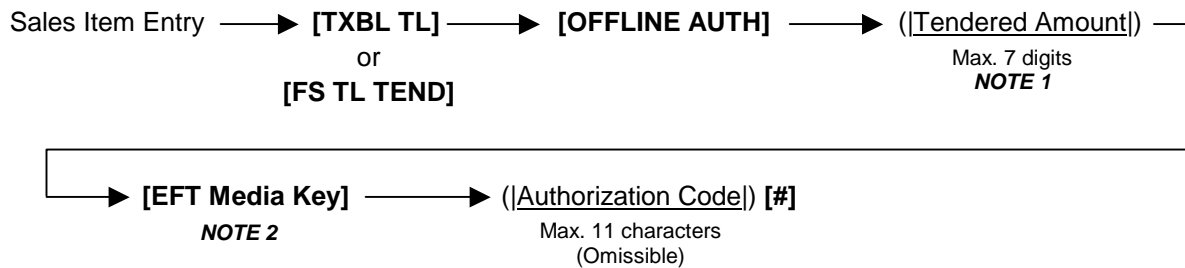 Sales Item Entry [TXBL TL] [OFFLINE AUTH] (|Tendered Amount|)
or
[FS TL TEND]
Max. 7 digits
NOTE 1
[EFT Media Key] (|Authorization Code|) [#]
NOTE 2
Max. 11 characters
(Omissible)